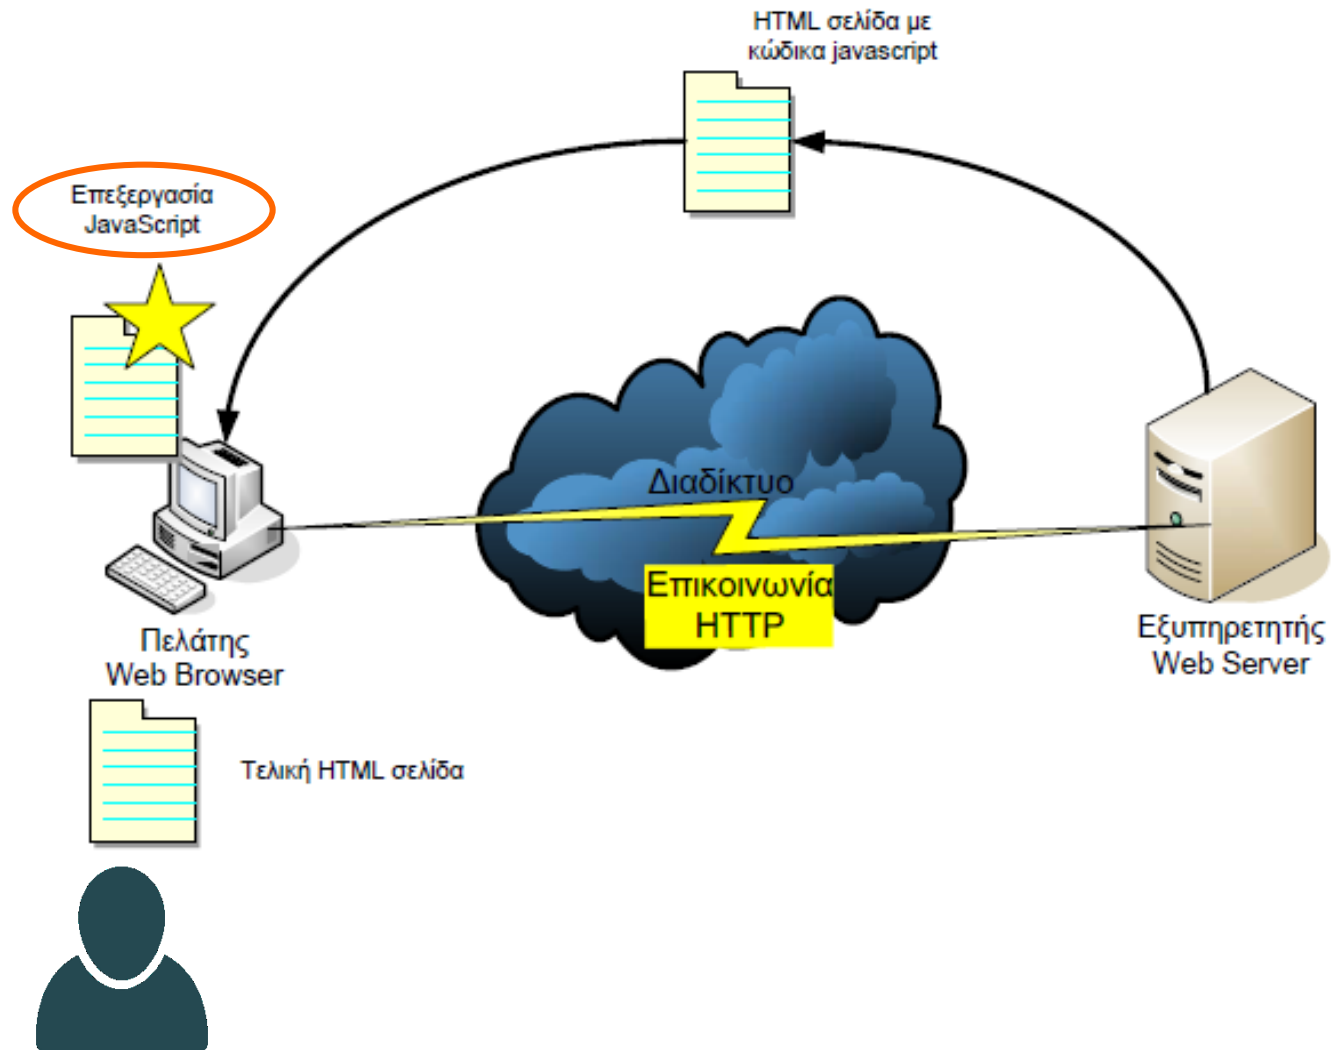 HTML σελίδα με
κώδικα javascript
Επεξεργασία
JavaScript
Διαδίκτυο
Επικοινωνία
HTTP
Πελάτης
Web Browser
Εξυπηρετητής
Web Server
Τελική HTML σελίδα